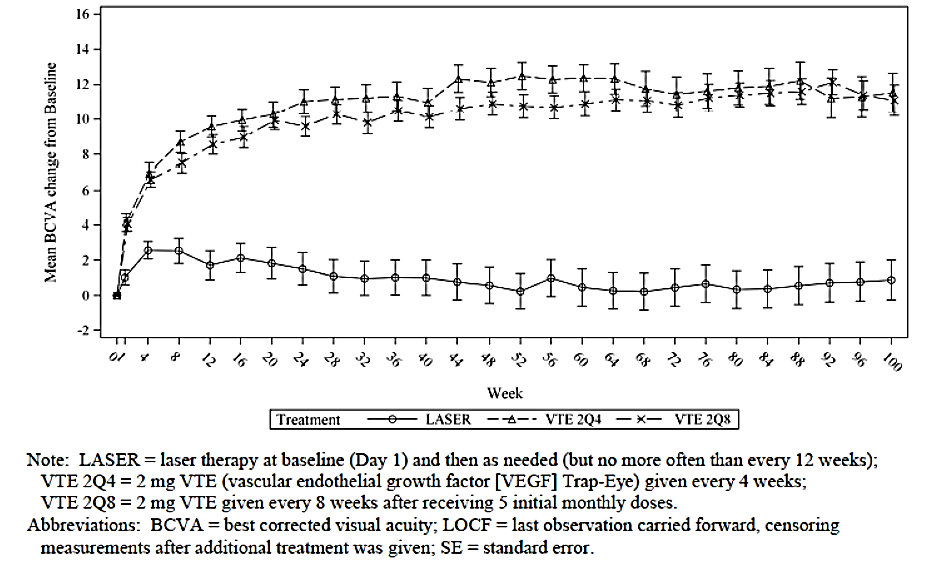 16
14
12
10
8
6
4
2
0
-2
Mean BCVA change from Baseline
0 1 4 8 12 16 20 24 28 32 36 40 44 48 52 56 60 64 68 72 76 80 84 88 92 96 100
Week
Treatment LASER VTE 2Q4 VTE 2Q8
Note: LASER = laser therapy at baseline (Day 1) and then as needed (but no more often than every 12 weeks);
VTE 2Q4 = 2 mg VTE (vascular endothelial growth factor [VEGF] Trap-Eye) given every 4 weeks;
VTE 2Q8 = 2 mg VTE given every 8 weeks after receiving 5 initial monthly doses.
Abbreviations: BCVA = best corrected visual acuity; LOCF = last observation carried forward, censoring
measurements after additional treatment was given; SE = standard error.